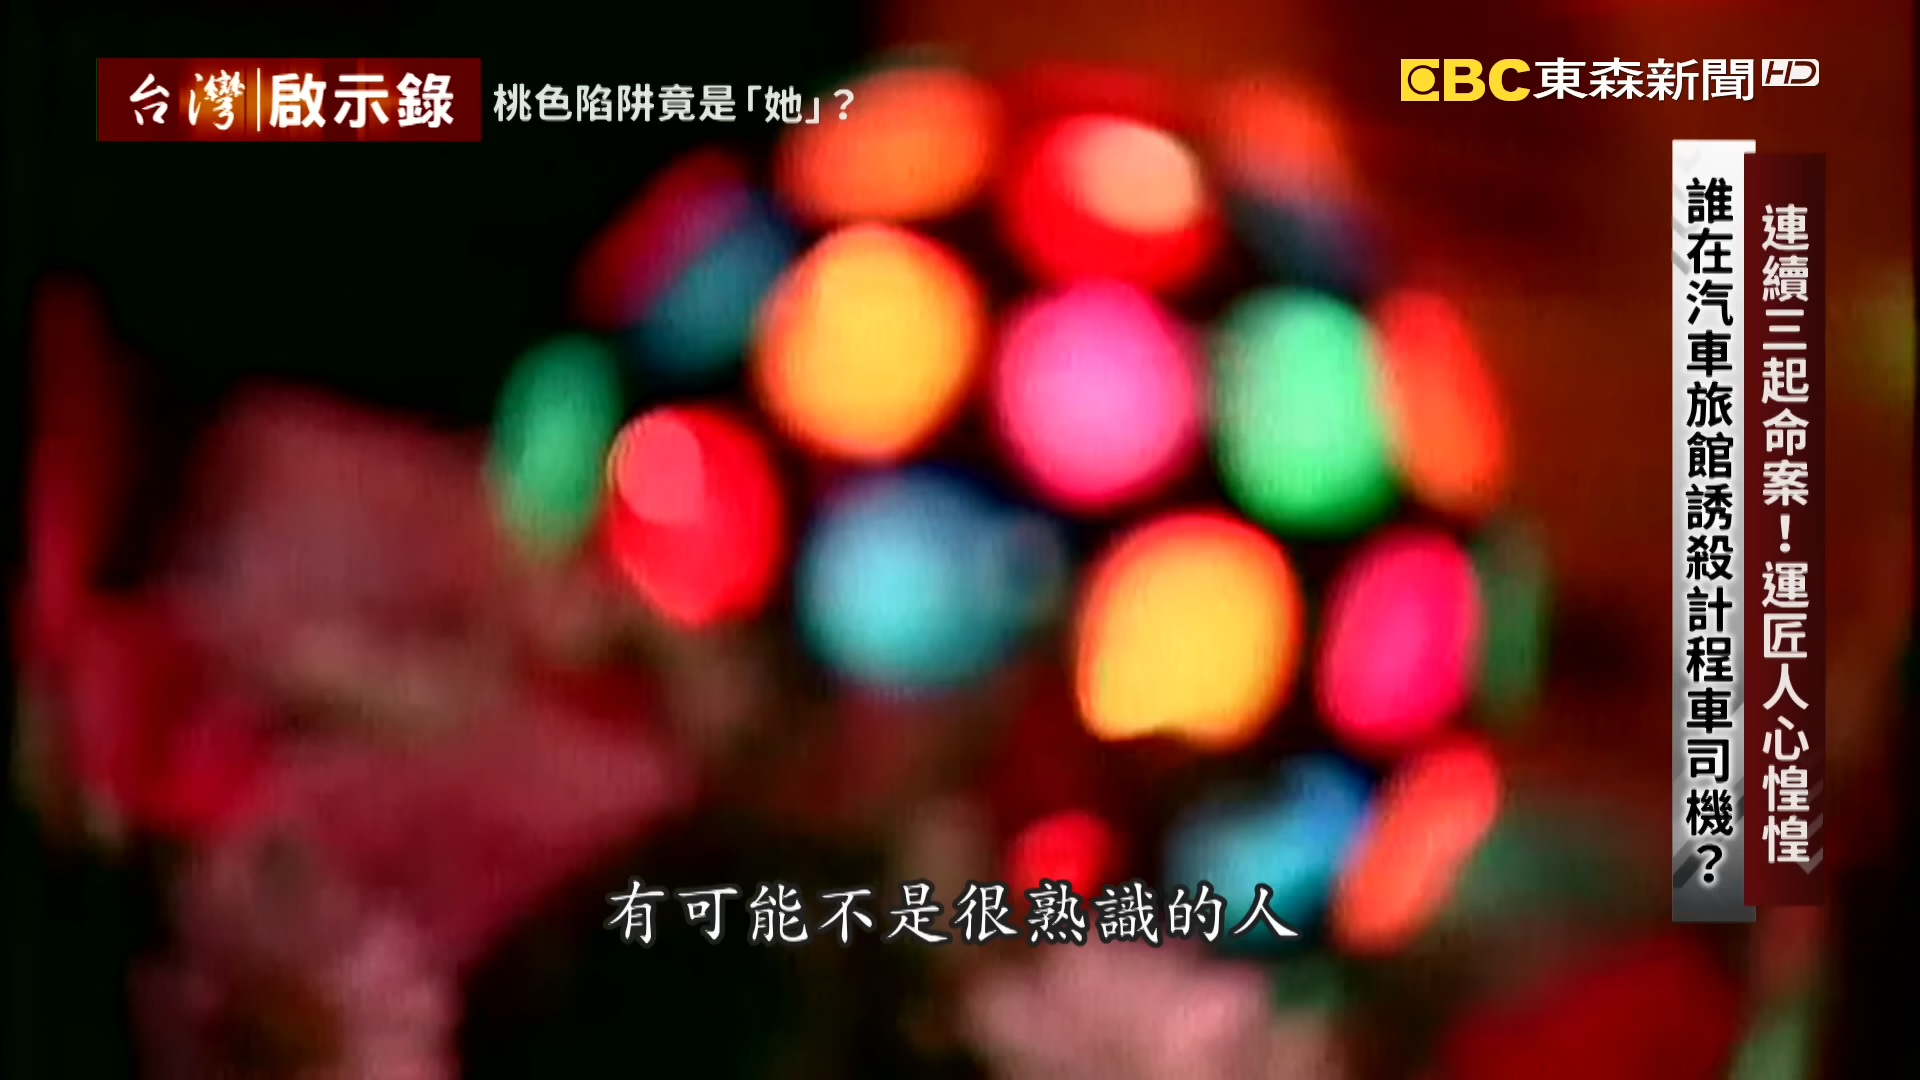 台灣啟示錄
桃色陷阱竟是「她」?
EBC東森新聞HD
連續三起命案!運匠人心惶惶
誰在汽車旅館誘殺計程車司機?
有可能不是很熟識的人